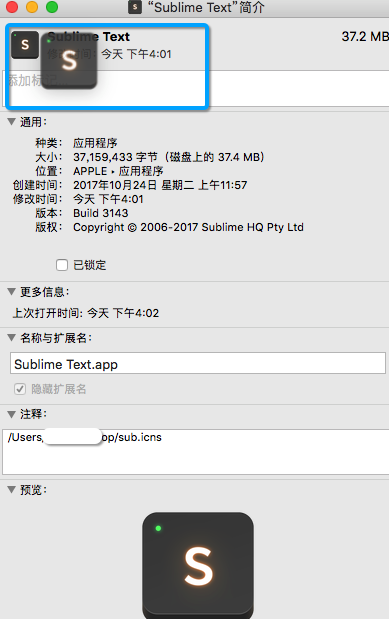 S “Sublime Text”简介
S
Sublime Text 37.2 M
修改时间：今天 下午4:01
S
添加标记
通用：
种类： 应用程序
大小： 37,159,433 字节（磁盘上的 37.4 MB）
位置： APPLE ▸ 应用程序
创建时间： 2017年10月24日 星期二 上午11:57
修改时间： 今天 下午4:01
版本： Build 3143
版权： Copyright © 2006-2017 Sublime HQ Pty Ltd
已锁定
更多信息：
上次打开时间: 今天 下午4:02
名称与扩展名：
Sublime Text.app
隐藏扩展名
注释：
/Users/ pp/sub.icns
预览：
S